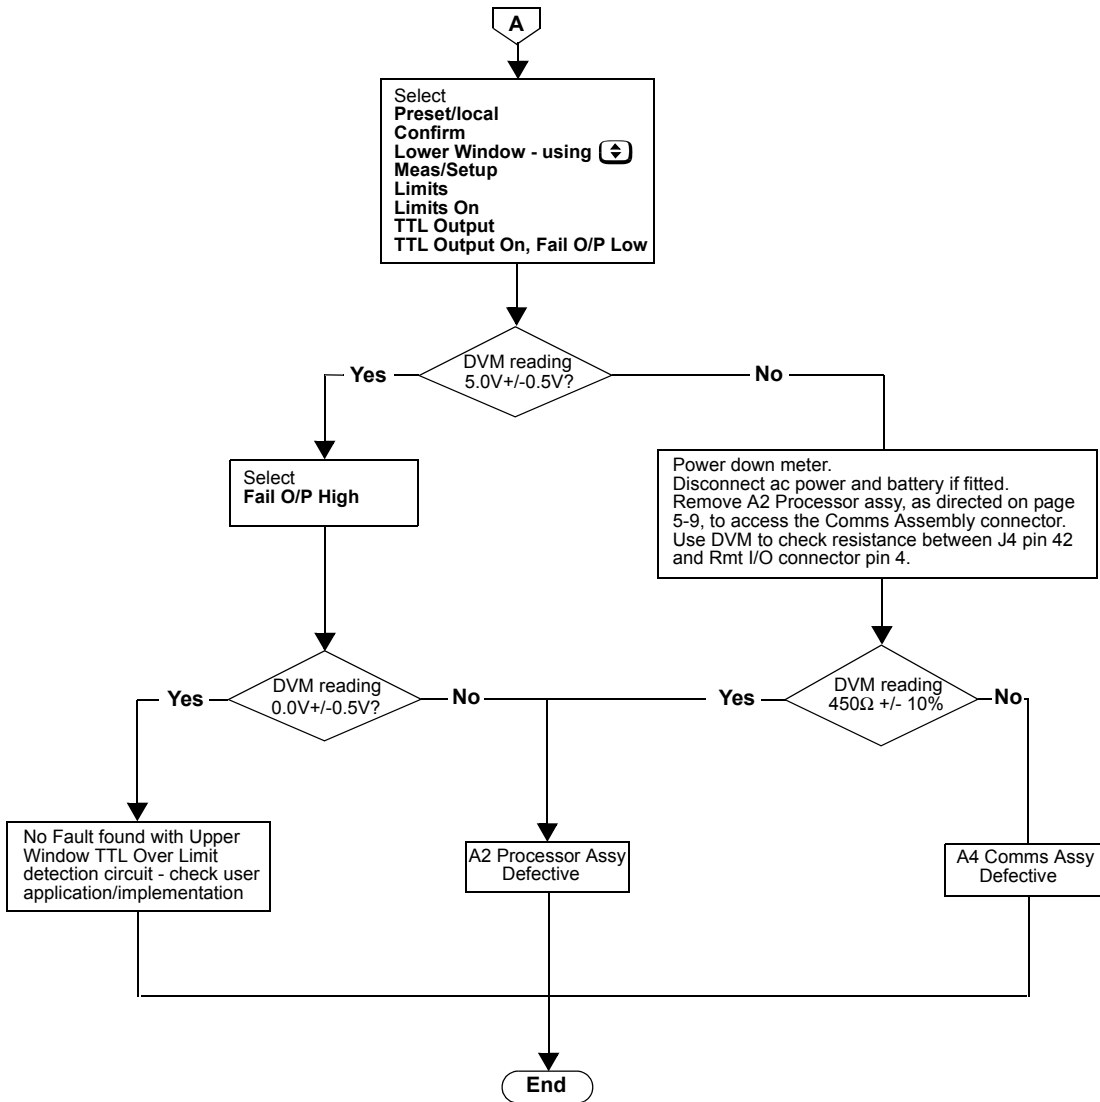 A
Select
Preset/local
Confirm
Lower Window - using
Meas/Setup
Limits
Limits On
TTL Output
TTL Output On, Fail O/P Low
DVM reading
5.0V+/-0.5V?
Yes
No
Select
Fail O/P High
Power down meter.
Disconnect ac power and battery if fitted.
Remove A2 Processor assy, as directed on page
5-9, to access the Comms Assembly connector.
Use DVM to check resistance between J4 pin 42
and Rmt I/O connector pin 4.
DVM reading
0.0V+/-0.5V?
Yes
No
DVM reading
450Ω +/- 10%
Yes
No
No Fault found with Upper
Window TTL Over Limit
detection circuit - check user
application/implementation
A2 Processor Assy
Defective
A4 Comms Assy
Defective
End